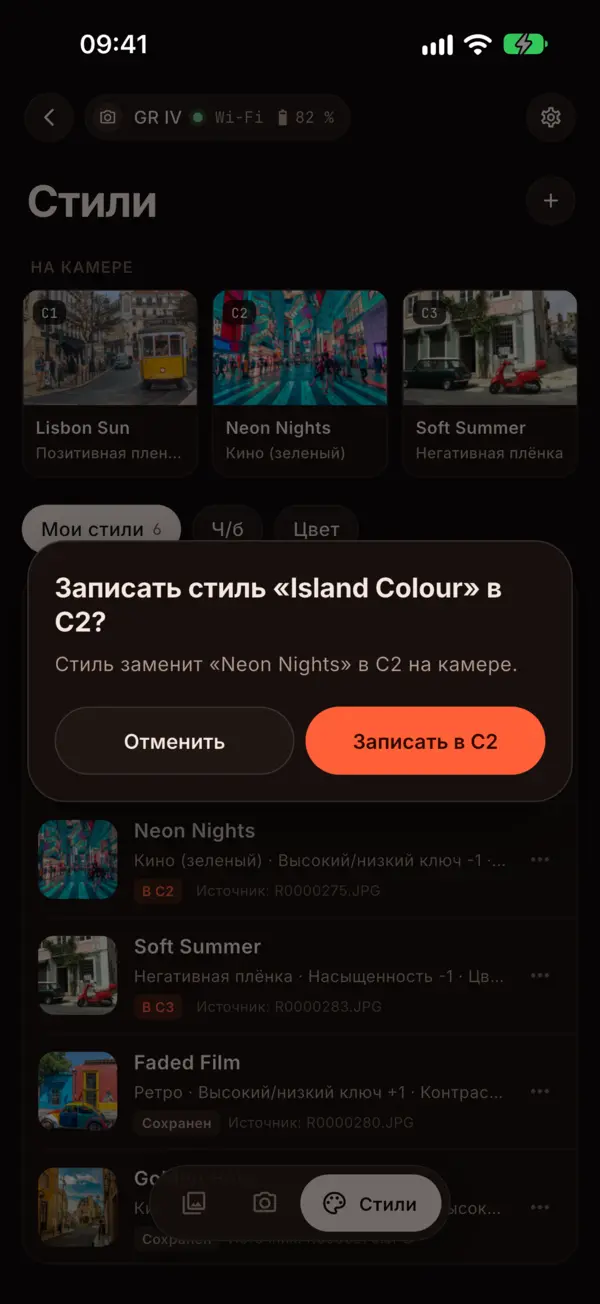 09:41
GR IV Wi-Fi 82 %
Стили
НА КАМЕРЕ
C1
C2
C3
Lisbon Sun
Позитивная плен...
Neon Nights
Кино (зеленый)
Soft Summer
Негативная плёнка
Мои стили 6
Ч/б
Цвет
Записать стиль «Island Colour» в
C2?
Стиль заменит «Neon Nights» в C2 на камере.
Отменить
Записать в C2
Neon Nights
Кино (зеленый) · Высокий/низкий ключ -1 ·...
В C2 Источник: R0000275.JPG
Soft Summer
Негативная плёнка · Насыщенность -1 · Цв...
В C3 Источник: R0000283.JPG
Faded Film
Ретро · Высокий/низкий ключ +1 · Контрас...
Сохранен Источник: R0000280.JPG
Стили
Сохранен